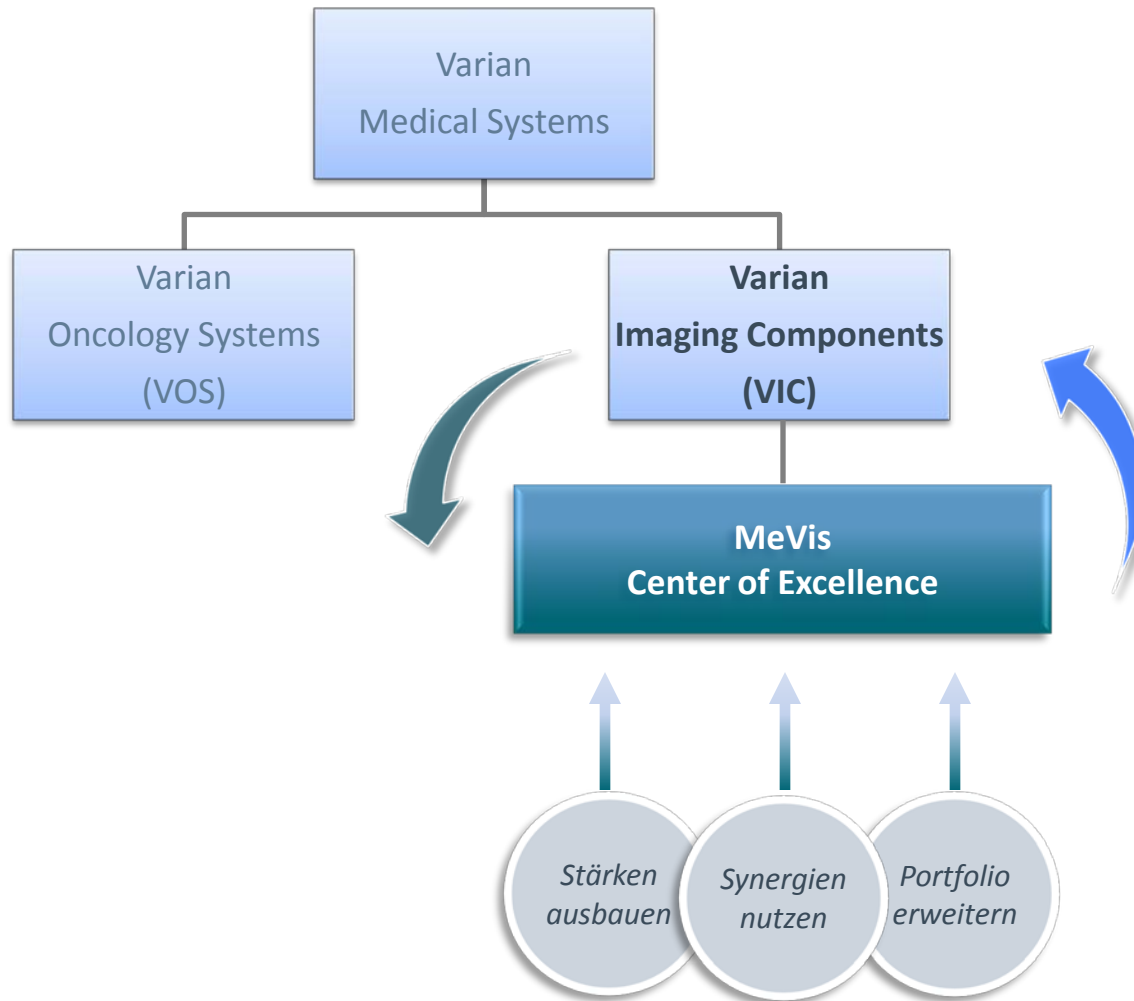 Varian
Medical Systems
Varian
Oncology Systems
(VOS)
Varian
Imaging Components
(VIC)
MeVis
Center of Excellence
Stärken
ausbauen
Synergien
nutzen
Portfolio
erweitern